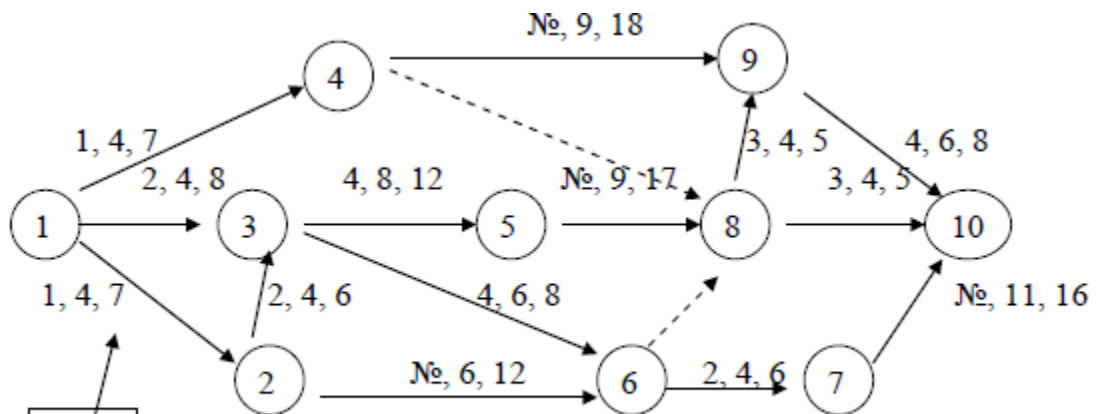 №, 9, 18
9
4
1, 4, 7
3, 4, 5
4, 6, 8
2, 4, 8
4, 8, 12
№, 9, 17
3, 4, 5
1
3
5
8
10
1, 4, 7
2, 4, 6
4, 6, 8
№, 11, 16
№, 6, 12
2, 4, 6
2
6
7